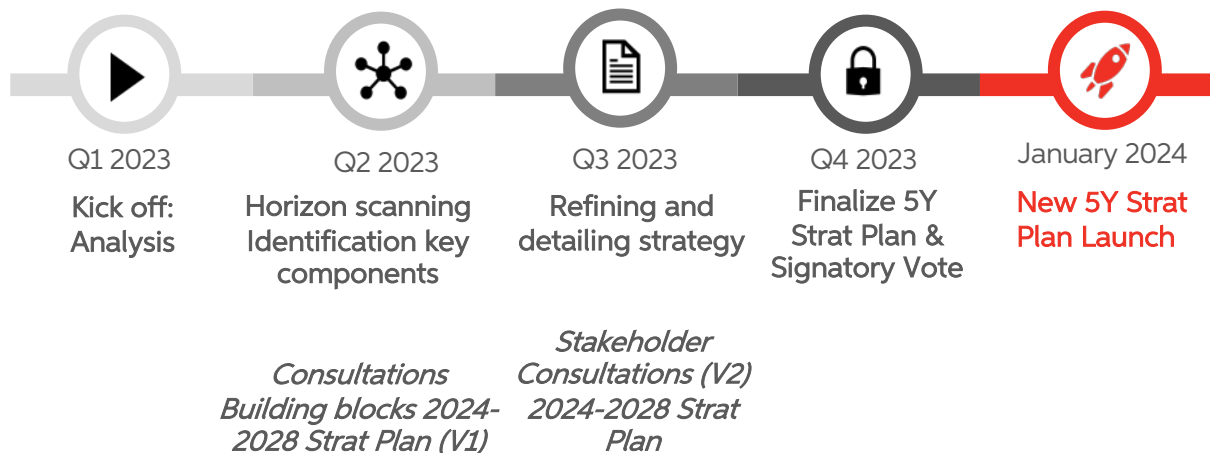 Q1 2023
Kick off:
Analysis
Q2 2023
Horizon scanning
Identification key
components
Consultations
Building blocks 2024-
2028 Strat Plan (V1)
Q3 2023
Refining and
detailing strategy
Stakeholder
Consultations (V2)
2024-2028 Strat
Plan
Q4 2023
Finalize 5Y
Strat Plan &
Signatory Vote
January 2024
New 5Y Strat
Plan Launch